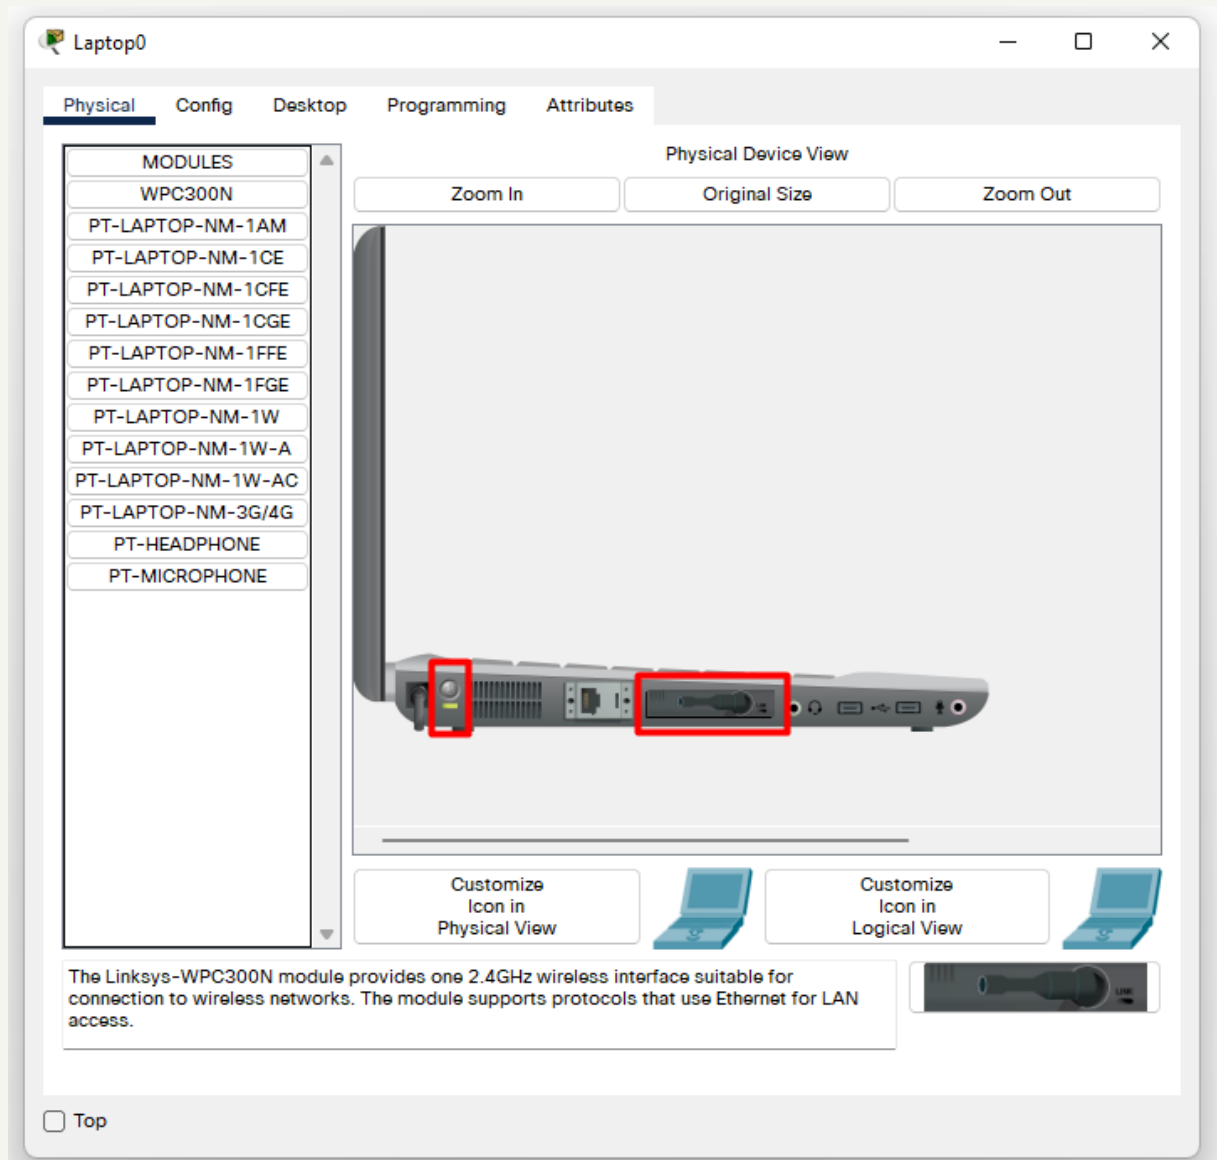 Laptop0
Physical Config Desktop Programming Attributes
MODULES
WPC300N
PT-LAPTOP-NM-1AM
PT-LAPTOP-NM-1CE
PT-LAPTOP-NM-1CFE
PT-LAPTOP-NM-1CGE
PT-LAPTOP-NM-1FFE
PT-LAPTOP-NM-1FGE
PT-LAPTOP-NM-1W
PT-LAPTOP-NM-1W-A
PT-LAPTOP-NM-1W-AC
PT-LAPTOP-NM-3G/4G
PT-HEADPHONE
PT-MICROPHONE
Physical Device View
Zoom In Original Size Zoom Out
Customize
Icon in
Physical View
Customize
Icon in
Logical View
The Linksys-WPC300N module provides one 2.4GHz wireless interface suitable for
connection to wireless networks. The module supports protocols that use Ethernet for LAN
access.
LINK
Top